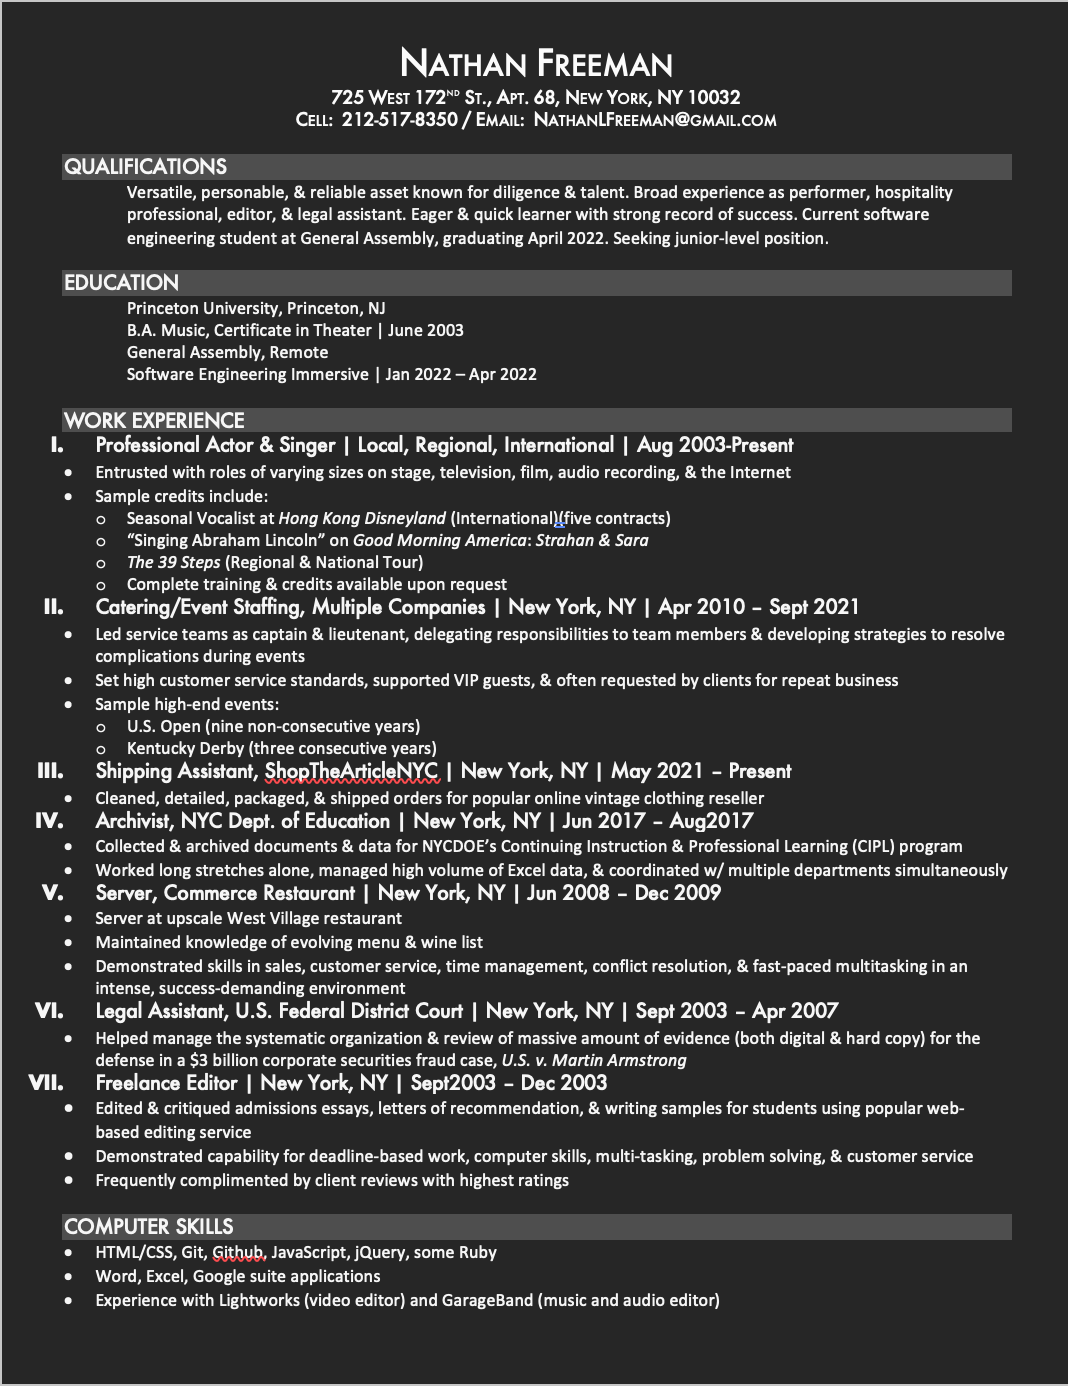 Nathan Freeman
725 West 172nd St., Apt. 68, New York, NY 10032
Cell: 212-517-8350 / Email: NathanLFreeman@gmail.com
QUALIFICATIONS
Versatile, personable, & reliable asset known for diligence & talent. Broad experience as performer, hospitality
professional, editor, & legal assistant. Eager & quick learner with strong record of success. Current software
engineering student at General Assembly, graduating April 2022. Seeking junior-level position.
EDUCATION
Princeton University, Princeton, NJ
B.A. Music, Certificate in Theater | June 2003
General Assembly, Remote
Software Engineering Immersive | Jan 2022 – Apr 2022
WORK EXPERIENCE
I. Professional Actor & Singer | Local, Regional, International | Aug 2003-Present
• Entrusted with roles of varying sizes on stage, television, film, audio recording, & the Internet
• Sample credits include:
o Seasonal Vocalist at Hong Kong Disneyland (International)(five contracts)
o “Singing Abraham Lincoln” on Good Morning America: Strahan & Sara
o The 39 Steps (Regional & National Tour)
o Complete training & credits available upon request
II. Catering/Event Staffing, Multiple Companies | New York, NY | Apr 2010 – Sept 2021
• Led service teams as captain & lieutenant, delegating responsibilities to team members & developing strategies to resolve
complications during events
• Set high customer service standards, supported VIP guests, & often requested by clients for repeat business
• Sample high-end events:
o U.S. Open (nine non-consecutive years)
o Kentucky Derby (three consecutive years)
III. Shipping Assistant, ShopTheArticleNYC | New York, NY | May 2021 – Present
• Cleaned, detailed, packaged, & shipped orders for popular online vintage clothing reseller
IV. Archivist, NYC Dept. of Education | New York, NY | Jun 2017 – Aug2017
• Collected & archived documents & data for NYCDOE’s Continuing Instruction & Professional Learning (CIPL) program
• Worked long stretches alone, managed high volume of Excel data, & coordinated w/ multiple departments simultaneously
V. Server, Commerce Restaurant | New York, NY | Jun 2008 – Dec 2009
• Server at upscale West Village restaurant
• Maintained knowledge of evolving menu & wine list
• Demonstrated skills in sales, customer service, time management, conflict resolution, & fast-paced multitasking in an
intense, success-demanding environment
VI. Legal Assistant, U.S. Federal District Court | New York, NY | Sept 2003 – Apr 2007
• Helped manage the systematic organization & review of massive amount of evidence (both digital & hard copy) for the
defense in a $3 billion corporate securities fraud case, U.S. v. Martin Armstrong
VII. Freelance Editor | New York, NY | Sept2003 – Dec 2003
• Edited & critiqued admissions essays, letters of recommendation, & writing samples for students using popular web-
based editing service
• Demonstrated capability for deadline-based work, computer skills, multi-tasking, problem solving, & customer service
• Frequently complimented by client reviews with highest ratings
COMPUTER SKILLS
• HTML/CSS, Git, Github, JavaScript, jQuery, some Ruby
• Word, Excel, Google suite applications
• Experience with Lightworks (video editor) and GarageBand (music and audio editor)